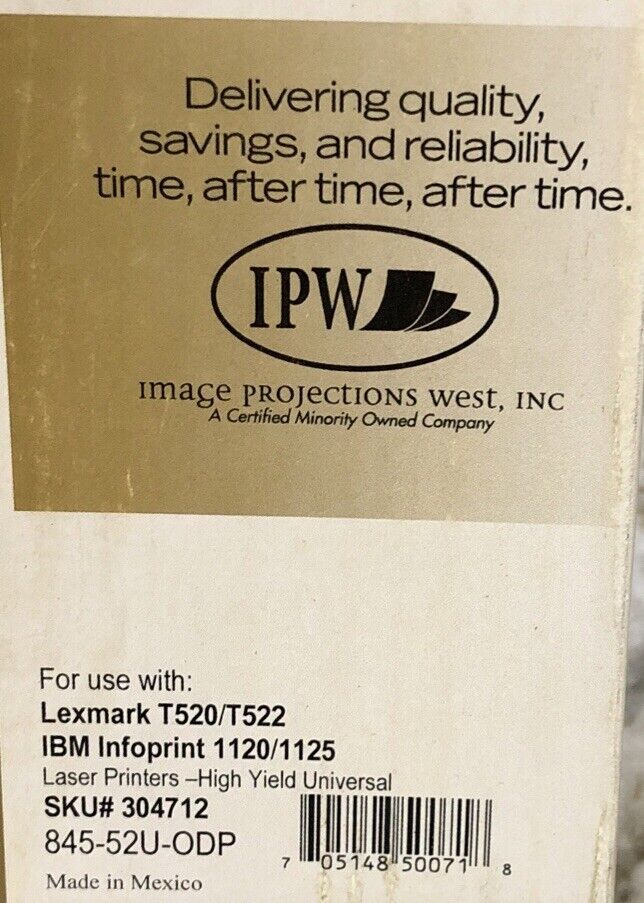 Delivering quality,
savings, and reliability,
time, after time, after time.
IPW
Image Projections West, Inc
A Certified Minority Owned Company
For use with:
Lexmark T520/T522
IBM Infoprint 1120/1125
Laser Printers –High Yield Universal
SKU# 304712
845-52U-ODP
7 05148 50071 8
Made in Mexico